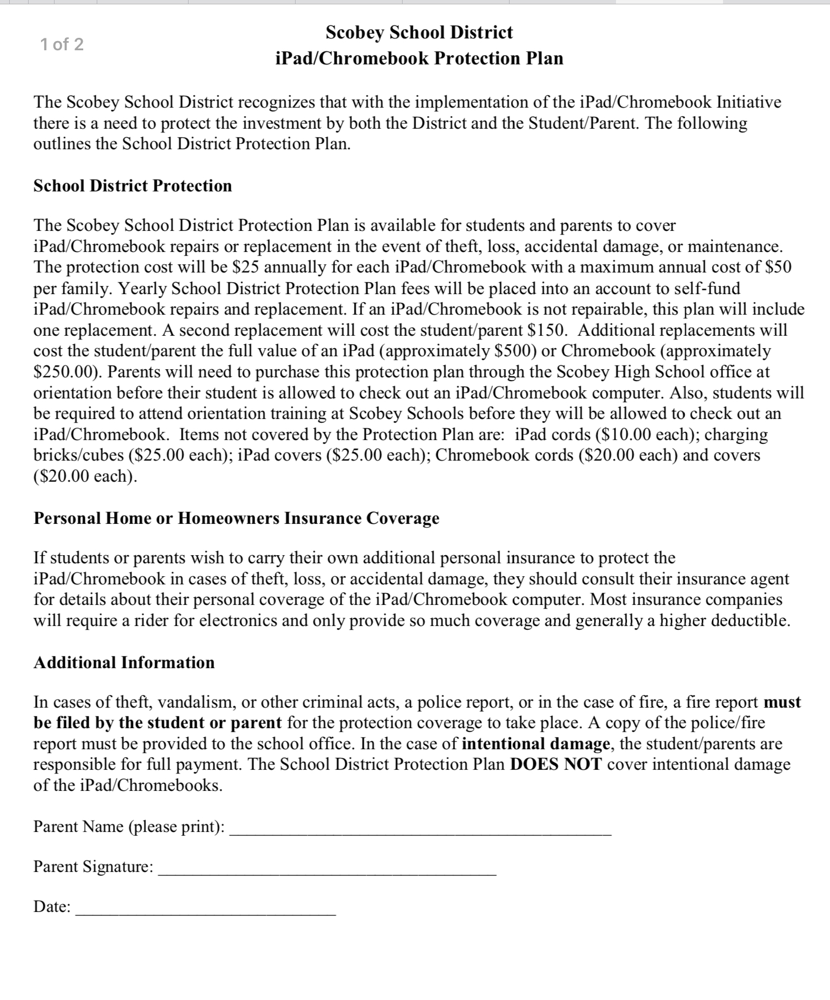 1 of 2
Scobey School District
iPad/Chromebook Protection Plan
The Scobey School District recognizes that with the implementation of the iPad/Chromebook Initiative
there is a need to protect the investment by both the District and the Student/Parent. The following
outlines the School District Protection Plan.
School District Protection
The Scobey School District Protection Plan is available for students and parents to cover
iPad/Chromebook repairs or replacement in the event of theft, loss, accidental damage, or maintenance.
The protection cost will be $25 annually for each iPad/Chromebook with a maximum annual cost of $50
per family. Yearly School District Protection Plan fees will be placed into an account to self-fund
iPad/Chromebook repairs and replacement. If an iPad/Chromebook is not repairable, this plan will include
one replacement. A second replacement will cost the student/parent $150.  Additional replacements will
cost the student/parent the full value of an iPad (approximately $500) or Chromebook (approximately
$250.00). Parents will need to purchase this protection plan through the Scobey High School office at
orientation before their student is allowed to check out an iPad/Chromebook computer. Also, students will
be required to attend orientation training at Scobey Schools before they will be allowed to check out an
iPad/Chromebook.  Items not covered by the Protection Plan are:  iPad cords ($10.00 each); charging
bricks/cubes ($25.00 each); iPad covers ($25.00 each); Chromebook cords ($20.00 each) and covers
($20.00 each).
Personal Home or Homeowners Insurance Coverage
If students or parents wish to carry their own additional personal insurance to protect the
iPad/Chromebook in cases of theft, loss, or accidental damage, they should consult their insurance agent
for details about their personal coverage of the iPad/Chromebook computer. Most insurance companies
will require a rider for electronics and only provide so much coverage and generally a higher deductible.
Additional Information
In cases of theft, vandalism, or other criminal acts, a police report, or in the case of fire, a fire report must
be filed by the student or parent for the protection coverage to take place. A copy of the police/fire
report must be provided to the school office. In the case of intentional damage, the student/parents are
responsible for full payment. The School District Protection Plan DOES NOT cover intentional damage
of the iPad/Chromebooks.
Parent Name (please print): ____________________________________________
Parent Signature: _______________________________________
Date: ______________________________